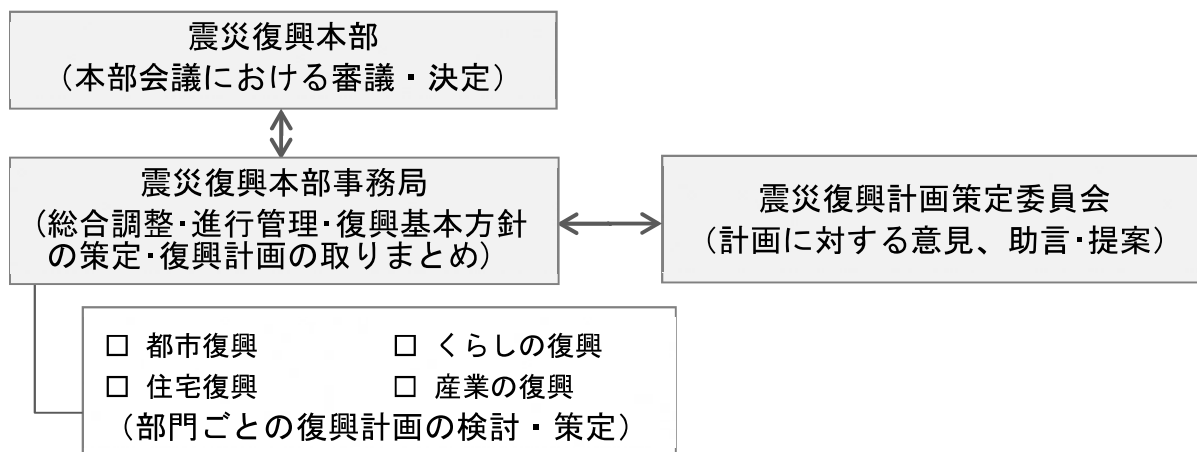 震災復興本部
（本部会議における審議・決定）
震災復興本部事務局
（総合調整・進行管理・復興基本方針
の策定・復興計画の取りまとめ）
震災復興計画策定委員会
（計画に対する意見、助言・提案）
□ 都市復興 □ くらしの復興
□ 住宅復興 □ 産業の復興
（部門ごとの復興計画の検討・策定）